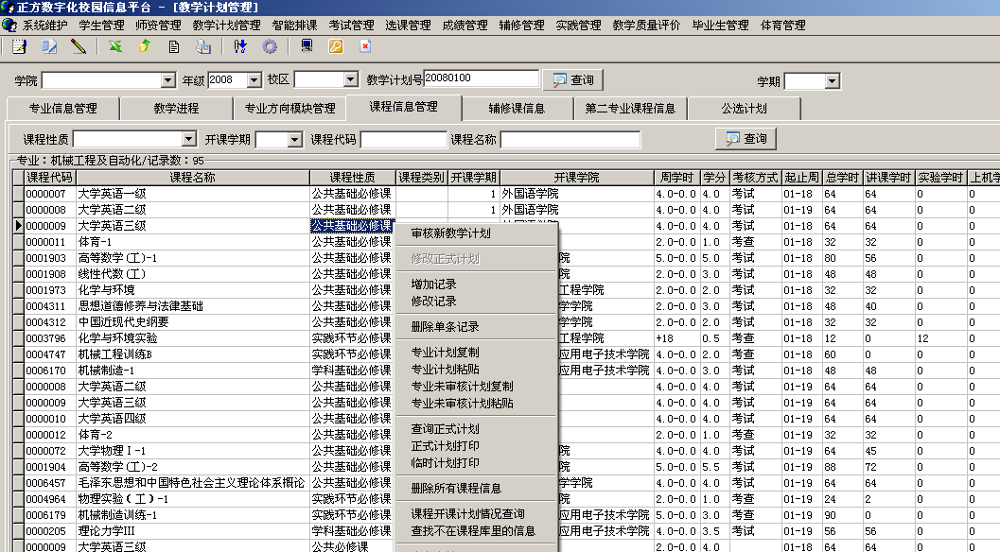 正方数字化校园信息平台 - [教学计划管理]
系统维护 学生管理 师资管理 教学计划管理 智能排课 考试管理 选课管理 成绩管理 辅修管理 实践管理 教学质量评价 毕业生管理 体育管理
学院 年级 2008 校区 教学计划号 20080100 查询 学期
专业信息管理 教学进程 专业方向模块管理 课程信息管理 辅修课信息 第二专业课程信息 公选计划
课程性质 开课学期 课程代码 课程名称 查询
专业：机械工程及自动化/记录数：95
课程代码 课程名称 课程性质 课程类别 开课学期 开课学院 周学时 学分 考核方式 起止周 总学时 讲课学时 实验学时 上机学
0000007 大学英语一级 公共基础必修课 1 外国语学院 4.0-0.0 4.0 考试 01-18 64 64 0 0
0000008 大学英语二级 公共基础必修课 1 外国语学院 4.0-0.0 4.0 考试 01-18 64 64 0 0
0000009 大学英语三级 公共基础必修课 4.0-0.0 4.0 考试 01-18 64 64 0 0
0000011 体育-1 公共基础必修课 2.0-0.0 1.0 考查 01-18 32 32 0 0
0001903 高等数学(工)-1 公共基础必修课 院 5.0-0.0 5.0 考试 01-18 80 56 0 0
0001908 线性代数(工) 公共基础必修课 院 2.0-0.0 3.0 考试 01-18 48 48 0 0
0001973 化学与环境 公共基础必修课 工程学院 2.0-0.0 2.0 考试 01-18 32 32 0 0
0004311 思想道德修养与法律基础 公共基础必修课 学学院 2.0-0.0 3.0 考试 01-18 48 40 0 0
0004312 中国近现代史纲要 公共基础必修课 学学院 2.0-0.0 2.0 考试 01-18 32 32 0 0
0003796 化学与环境实验 实践环节必修课 工程学院 +18 0.5 考查 01-18 12 0 12 0
0004747 机械工程训练B 实践环节必修课 应用电子技术学院 4.0-0.0 2.0 考查 01-18 60 0 0 0
0006170 机械制造-1 学科基础必修课 应用电子技术学院 4.0-0.0 3.0 考试 01-18 48 48 0 0
0000008 大学英语二级 公共基础必修课 4.0-0.0 4.0 考试 01-19 64 64 0 0
0000009 大学英语三级 公共基础必修课 4.0-0.0 4.0 考试 01-19 64 64 0 0
0000010 大学英语四级 公共基础必修课 4.0-0.0 4.0 考试 01-19 64 64 0 0
0000012 体育-2 公共基础必修课 2.0-0.0 1.0 考查 01-19 32 32 0 0
0000072 大学物理Ⅰ-1 公共基础必修课 院 4.0-0.0 4.0 考试 01-19 64 45 0 0
0001904 高等数学(工)-2 公共基础必修课 院 5.0-0.0 5.5 考试 01-19 88 72 0 0
0006457 毛泽东思想和中国特色社会主义理论体系概论 公共基础必修课 学学院 4.0-0.0 4.0 考试 01-19 64 64 0 0
0004964 物理实验（工）-1 实践环节必修课 院 2.0-0.0 1.0 考查 01-19 24 2 0 0
0006179 机械制造训练-1 实践环节必修课 应用电子技术学院 5.0-0.0 3.0 考查 01-19 90 0 0 0
0000205 理论力学III 学科基础必修课 应用电子技术学院 4.0-0.0 3.5 考试 01-19 56 56 0 0
0000009 大学英语三级 公共必修课 2.0-0.0 4.0 01-18 64 64 0 0
审核新教学计划
修改正式计划
增加记录
修改记录
删除单条记录
专业计划复制
专业计划粘贴
专业未审核计划复制
专业未审核计划粘贴
查询正式计划
正式计划打印
临时计划打印
删除所有课程信息
课程开课计划情况查询
查找不在课程库里的信息